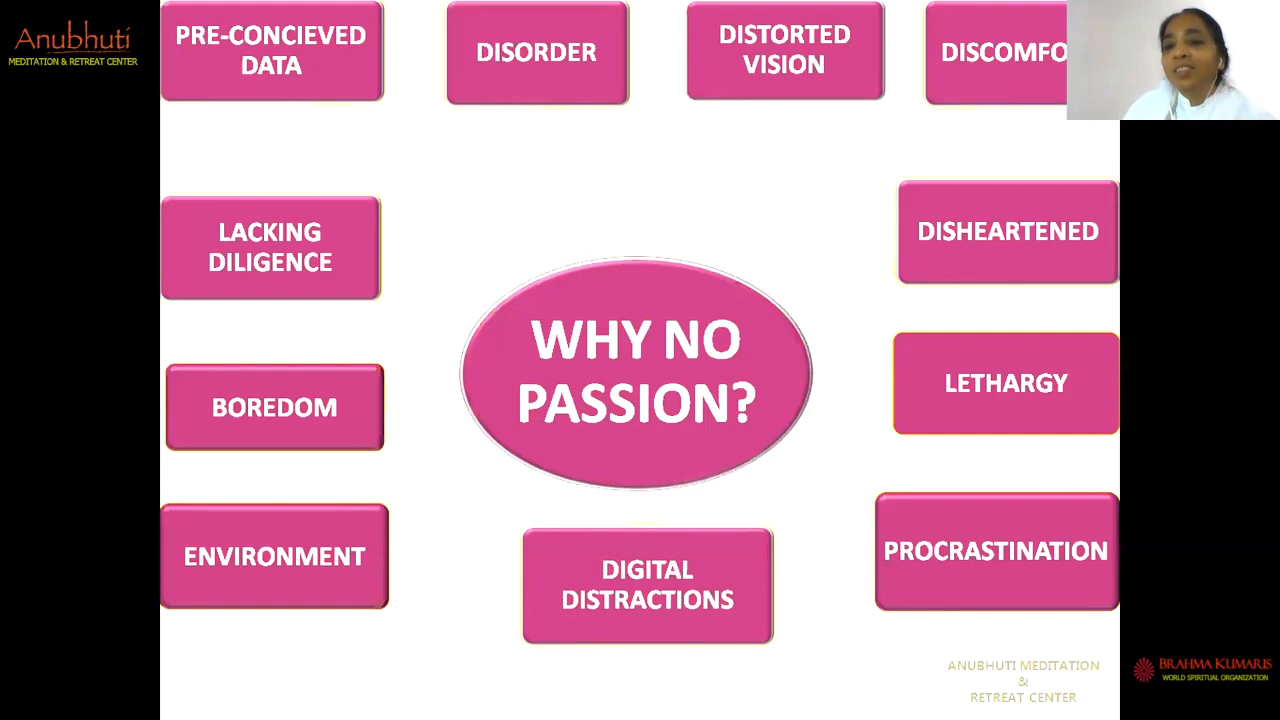 Anubhuti
MEDITATION & RETREAT CENTER
PRE-CONCIEVED
DATA
DISORDER
DISTORTED
VISION
DISCOMFO
LACKING
DILIGENCE
DISHEARTENED
WHY NO
PASSION?
BOREDOM
LETHARGY
ENVIRONMENT
DIGITAL
DISTRACTIONS
PROCRASTINATION
ANUBHUTI MEDITATION
&
RETREAT CENTER
BRAHMA KUMARIS
WORLD SPIRITUAL ORGANIZATION